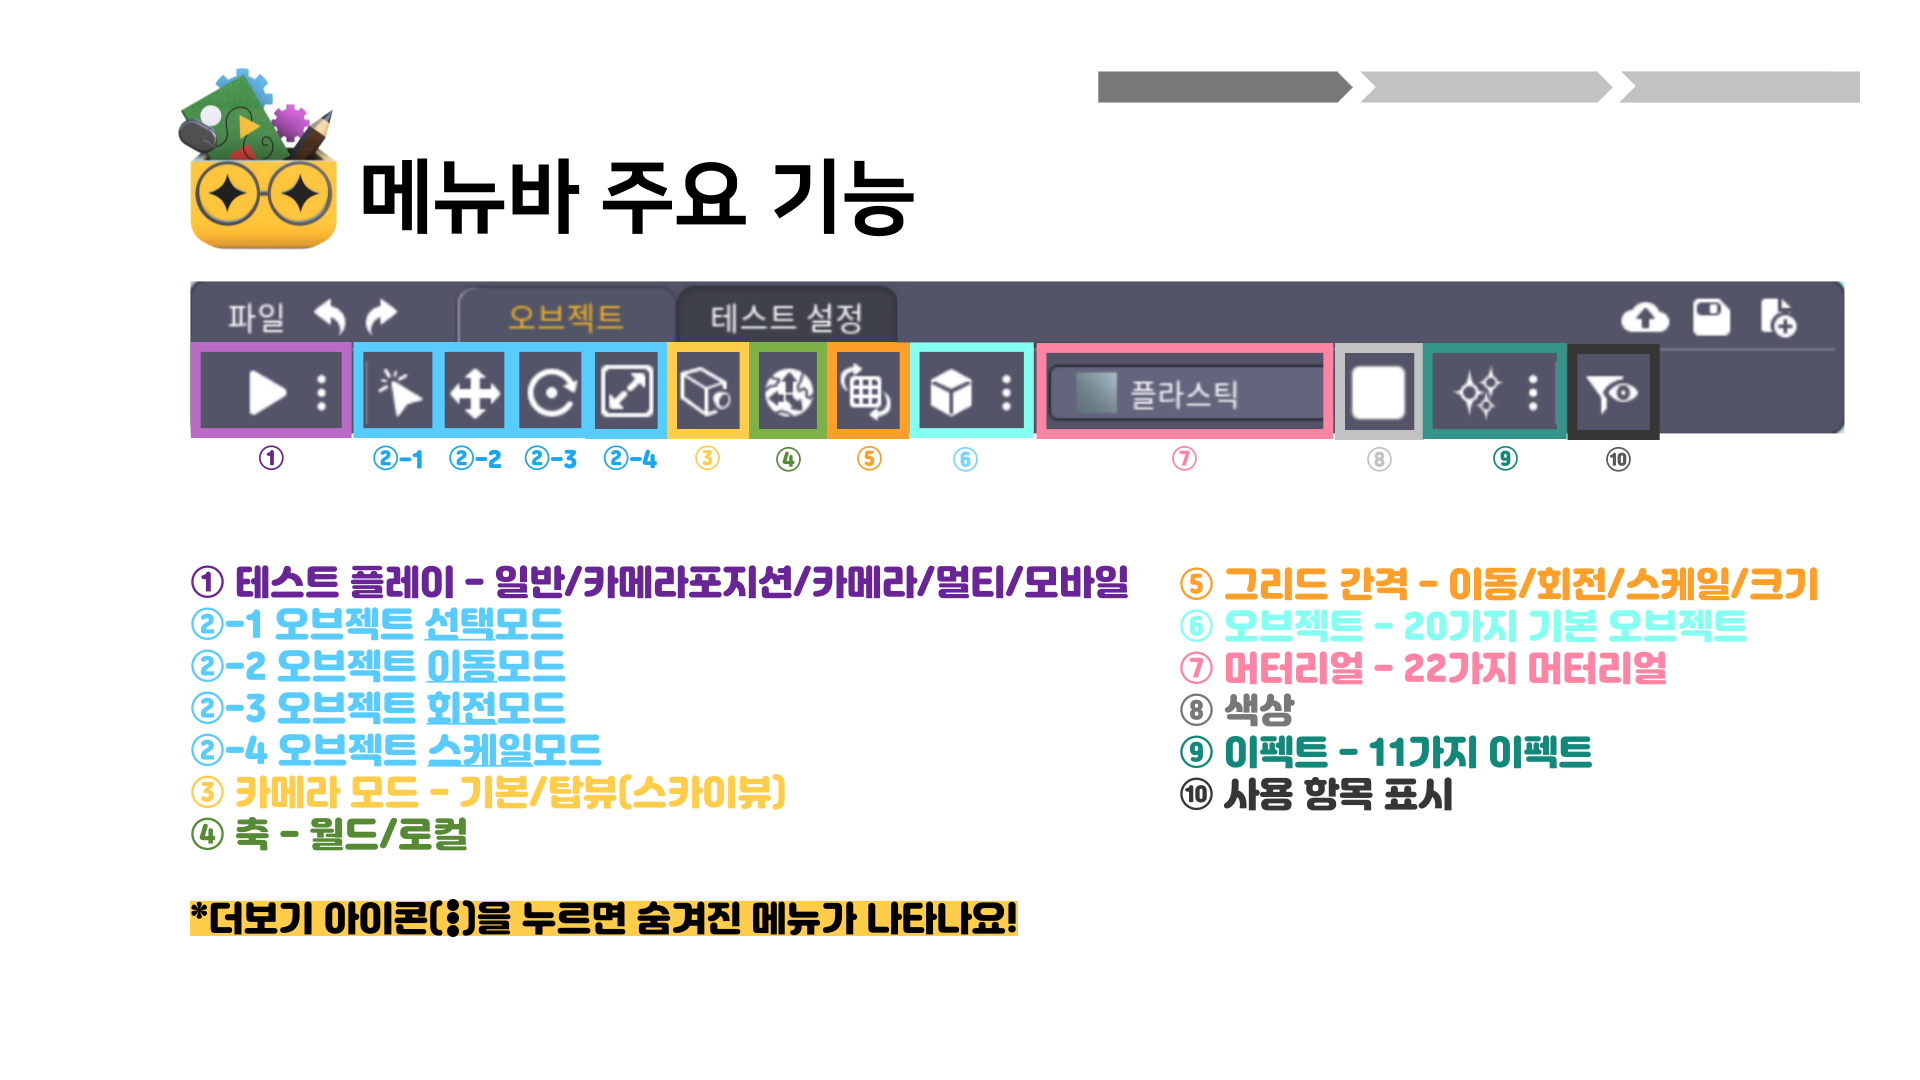 메뉴바 주요 기능
파일 오브젝트 테스트 설정
플라스틱
① ②-1 ②-2 ②-3 ②-4 ③ ④ ⑤ ⑥ ⑦ ⑧ ⑨ ⑩
① 테스트 플레이 - 일반/카메라포지션/카메라/멀티/모바일
②-1 오브젝트 선택모드
②-2 오브젝트 이동모드
②-3 오브젝트 회전모드
②-4 오브젝트 스케일모드
③ 카메라 모드 - 기본/탑뷰(스카이뷰)
④ 축 - 월드/로컬
*더보기 아이콘(⋮)을 누르면 숨겨진 메뉴가 나타나요!
⑤ 그리드 간격 - 이동/회전/스케일/크기
⑥ 오브젝트 - 20가지 기본 오브젝트
⑦ 머터리얼 - 22가지 머터리얼
⑧ 색상
⑨ 이펙트 - 11가지 이펙트
⑩ 사용 항목 표시